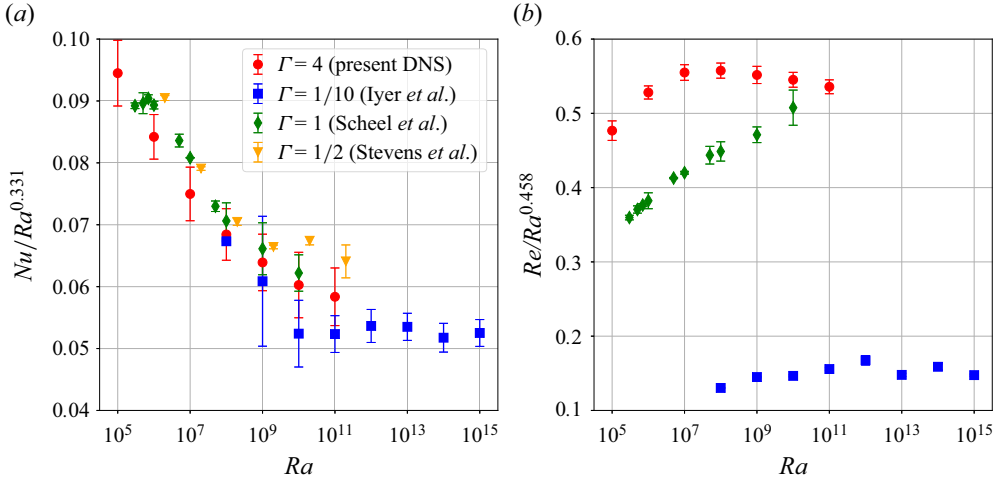 (a)
(b)
0.10
0.09
0.08
0.07
0.06
0.05
0.04
Nu/Ra^0.331
Γ = 4 (present DNS)
Γ = 1/10 (Iyer et al.)
Γ = 1 (Scheel et al.)
Γ = 1/2 (Stevens et al.)
10^5 10^7 10^9 10^11 10^13 10^15
Ra
0.6
0.5
0.4
0.3
0.2
0.1
Re/Ra^0.458
10^5 10^7 10^9 10^11 10^13 10^15
Ra